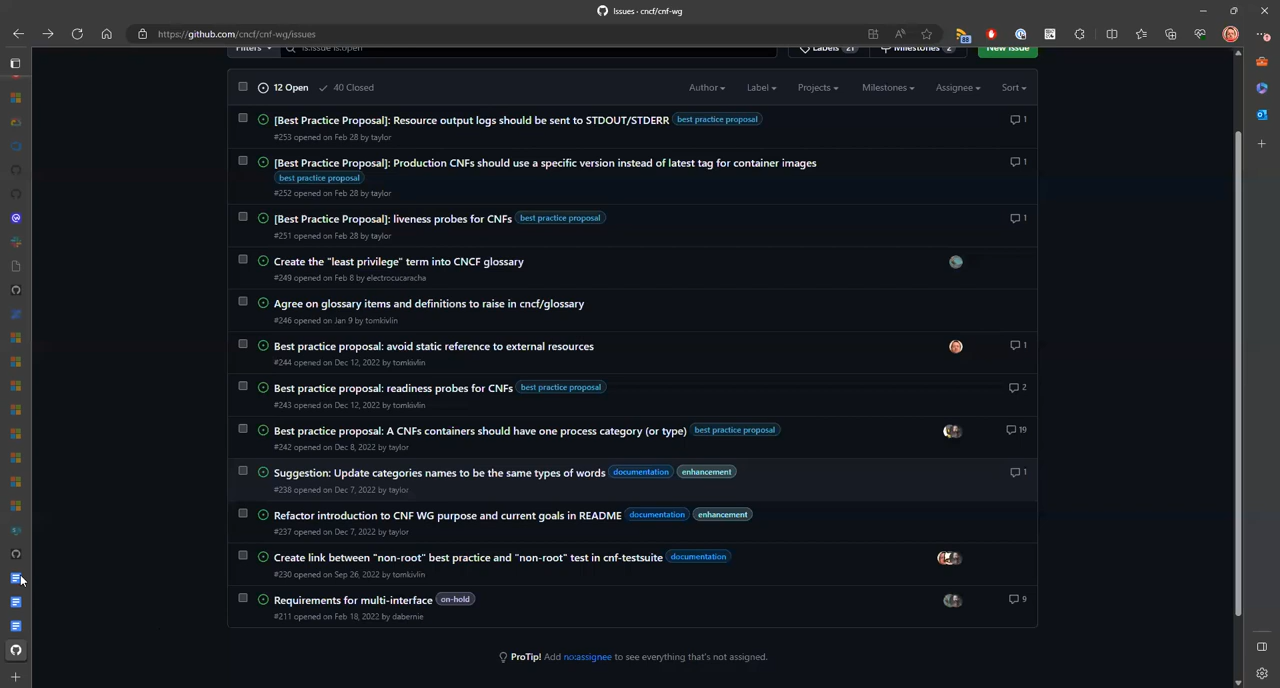 Issues · cncf/cnf-wg
https://github.com/cncf/cnf-wg/issues
88
Filters
is:issue is:open
Labels 21
Milestones 2
New issue
12 Open 40 Closed Author Label Projects Milestones Assignee Sort
[Best Practice Proposal]: Resource output logs should be sent to STDOUT/STDERR best practice proposal 1
#253 opened on Feb 28 by taylor
[Best Practice Proposal]: Production CNFs should use a specific version instead of latest tag for container images 1
best practice proposal
#252 opened on Feb 28 by taylor
[Best Practice Proposal]: liveness probes for CNFs best practice proposal 1
#251 opened on Feb 28 by taylor
Create the "least privilege" term into CNCF glossary
#249 opened on Feb 8 by electrocucaracha
Agree on glossary items and definitions to raise in cncf/glossary
#246 opened on Jan 9 by tomkivlin
Best practice proposal: avoid static reference to external resources 1
#244 opened on Dec 12, 2022 by tomkivlin
Best practice proposal: readiness probes for CNFs best practice proposal 2
#243 opened on Dec 12, 2022 by tomkivlin
Best practice proposal: A CNFs containers should have one process category (or type) best practice proposal 19
#242 opened on Dec 8, 2022 by taylor
Suggestion: Update categories names to be the same types of words documentation enhancement 1
#238 opened on Dec 7, 2022 by taylor
Refactor introduction to CNF WG purpose and current goals in README documentation enhancement
#237 opened on Dec 7, 2022 by taylor
Create link between "non-root" best practice and "non-root" test in cnf-testsuite documentation
#230 opened on Sep 26, 2022 by tomkivlin
Requirements for multi-interface on-hold 9
#211 opened on Feb 18, 2022 by dabernie
ProTip! Add no:assignee to see everything that's not assigned.